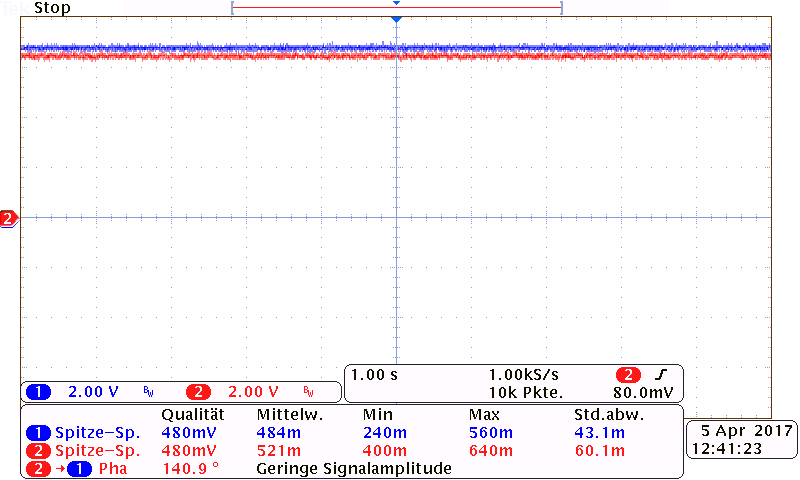 Tek Stop
2
1 2.00 V BW 2 2.00 V BW
1.00 s 1.00kS/s 2
10k Pkte. 80.0mV
Qualität Mittelw. Min Max Std.abw.
1 Spitze-Sp. 480mV 484m 240m 560m 43.1m
2 Spitze-Sp. 480mV 521m 400m 640m 60.1m
2 → 1 Pha 140.9 ° Geringe Signalamplitude
5 Apr 2017
12:41:23